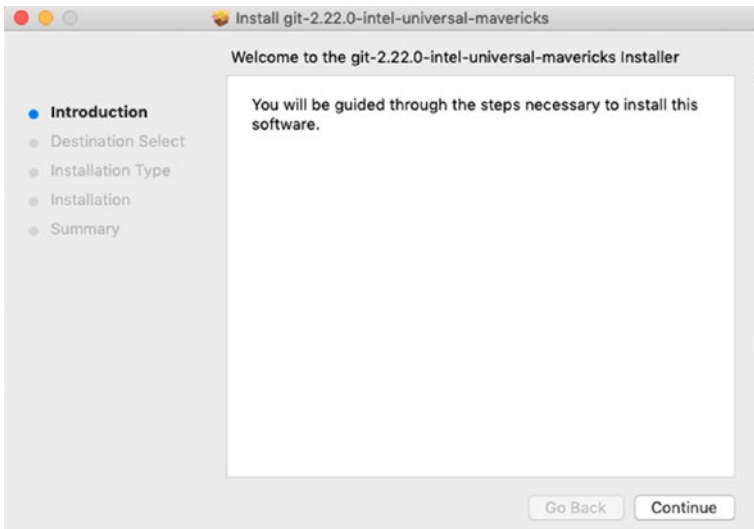 Install git-2.22.0-intel-universal-mavericks
Welcome to the git-2.22.0-intel-universal-mavericks Installer
Introduction
Destination Select
Installation Type
Installation
Summary
You will be guided through the steps necessary to install this
software.
Go Back
Continue